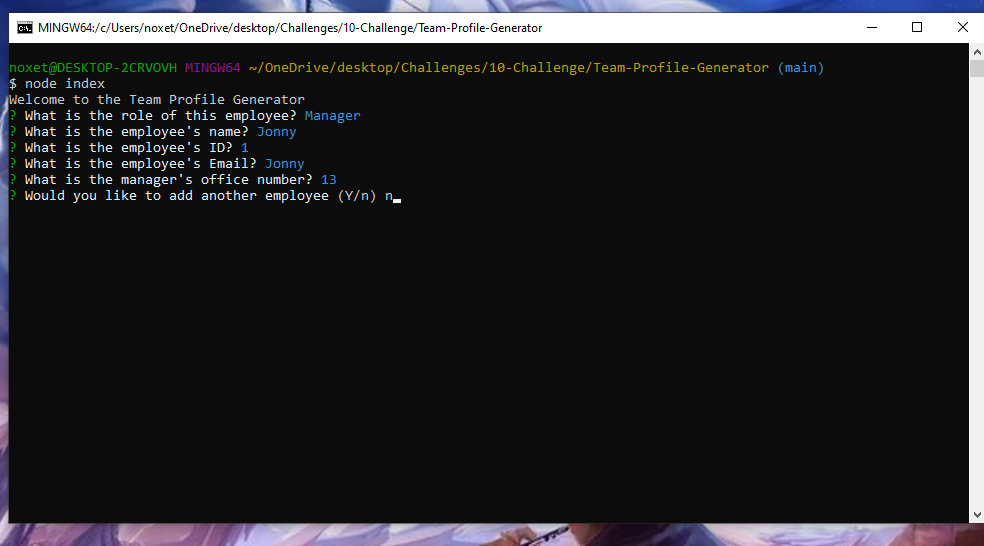 MINGW64:/c/Users/noxet/OneDrive/desktop/Challenges/10-Challenge/Team-Profile-Generator
noxet@DESKTOP-2CRVOVH MINGW64 ~/OneDrive/desktop/Challenges/10-Challenge/Team-Profile-Generator (main)
$ node index
Welcome to the Team Profile Generator
? What is the role of this employee? Manager
? What is the employee's name? Jonny
? What is the employee's ID? 1
? What is the employee's Email? Jonny
? What is the manager's office number? 13
? Would you like to add another employee (Y/n) n